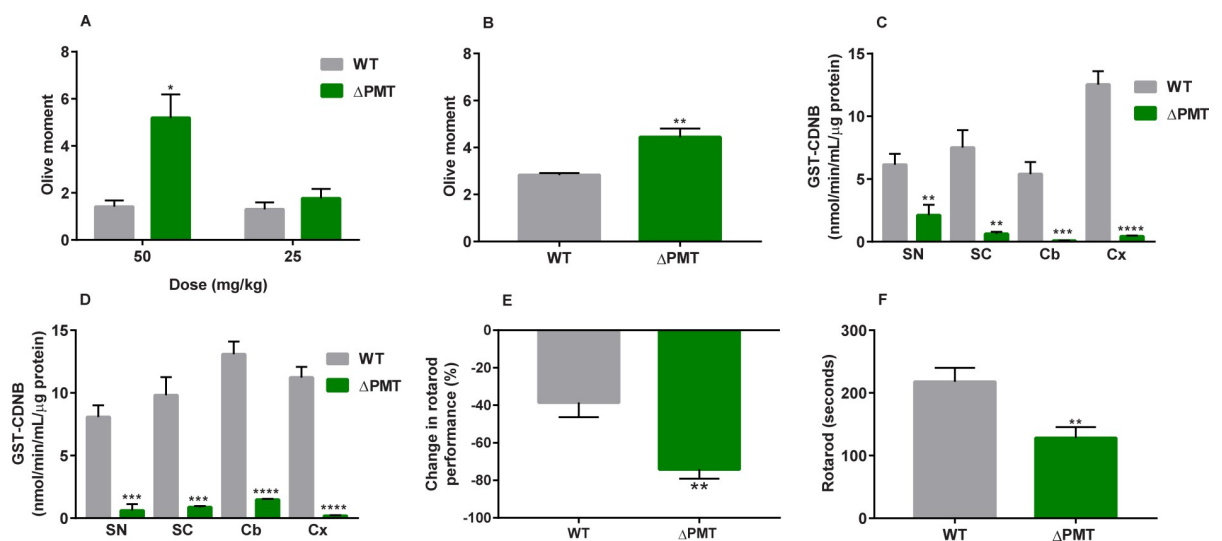 A
Olive moment
8
6
4
2
0
*
WT
ΔPMT
50
25
Dose (mg/kg)
B
Olive moment
8
6
4
2
0
**
WT
ΔPMT
C
GST-CDNB
(nmol/min/mL/µg protein)
15
10
5
0
**
**
***
****
WT
ΔPMT
SN
SC
Cb
Cx
D
GST-CDNB
(nmol/min/mL/µg protein)
15
10
5
0
***
***
****
****
WT
ΔPMT
SN
SC
Cb
Cx
E
Change in rotarod
performance (%)
0
-20
-40
-60
-80
-100
**
WT
ΔPMT
F
Rotarod (seconds)
300
200
100
0
**
WT
ΔPMT